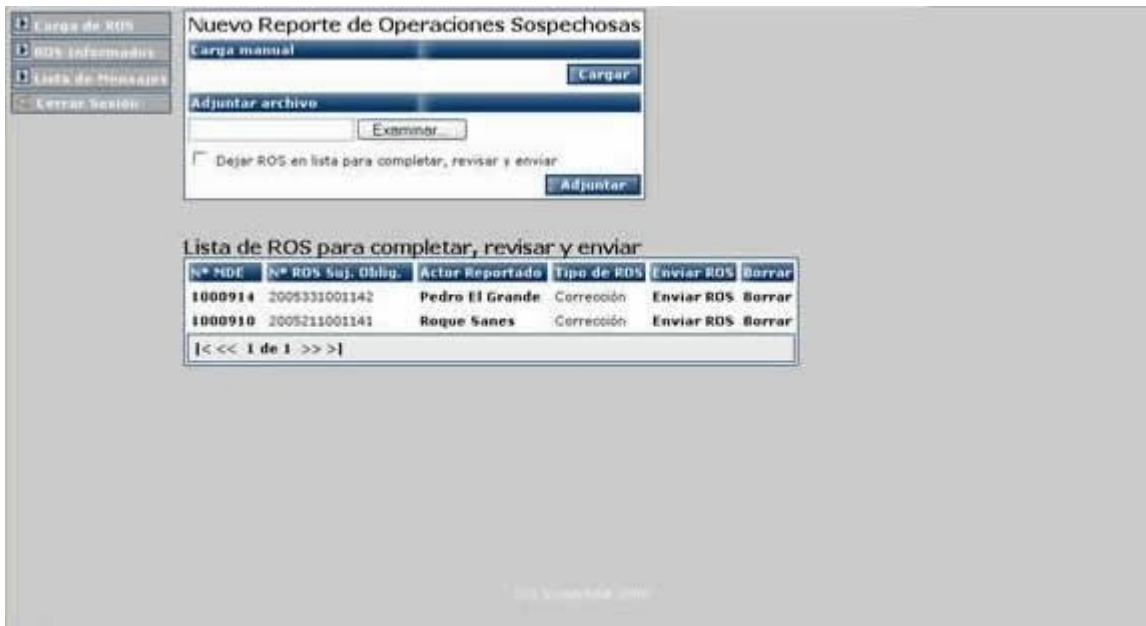 Carga de ROS
ROS Informados
Lista de Mensajes
Cerrar Sesión
Nuevo Reporte de Operaciones Sospechosas
Carga manual
Cargar
Adjuntar archivo
Examinar...
Dejar ROS en lista para completar, revisar y enviar
Adjuntar
Lista de ROS para completar, revisar y enviar
Nº MDE Nº ROS Suj. Oblig. Actor Reportado Tipo de ROS Enviar ROS Borrar
1000914 2005331001142 Pedro El Grande Corrección Enviar ROS Borrar
1000910 2005211001141 Roque Sanes Corrección Enviar ROS Borrar
|< << 1 de 1 >> >|